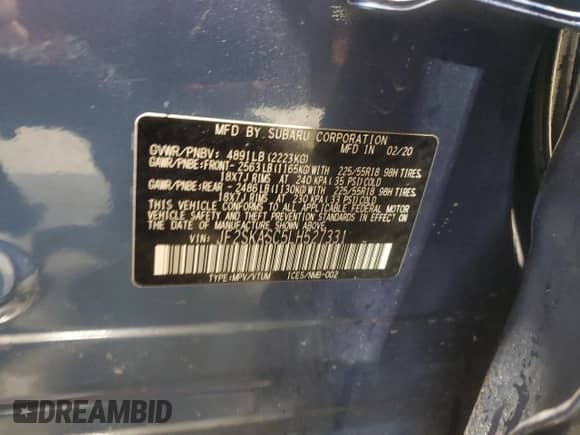 MFD BY SUBARU CORPORATION
GVWR/PNBV: 4891LB(2223KG) MFD IN 02/20
GAWR/PNBE:FRONT-2563LB(1165KG)WITH 225/55R18 98H TIRES,
18X7J RIMS AT 240 KPA(35 PSI)COLD
GAWR/PNBE:REAR -2486LB(1130KG)WITH 225/55R18 98H TIRES,
18X7J RIMS AT 230 KPA(33 PSI)COLD
THIS VEHICLE CONFORMS TO ALL APPLICABLE FEDERAL MOTOR
VEHICLE SAFETY AND THEFT PREVENTION STANDARDS IN EFFECT
ON THE DATE OF MANUFACTURE SHOWN ABOVE.
VIN: JF2SKASC5LH527331
TYPE:MPV/VTUM ICES/NMB-002
DREAMBID